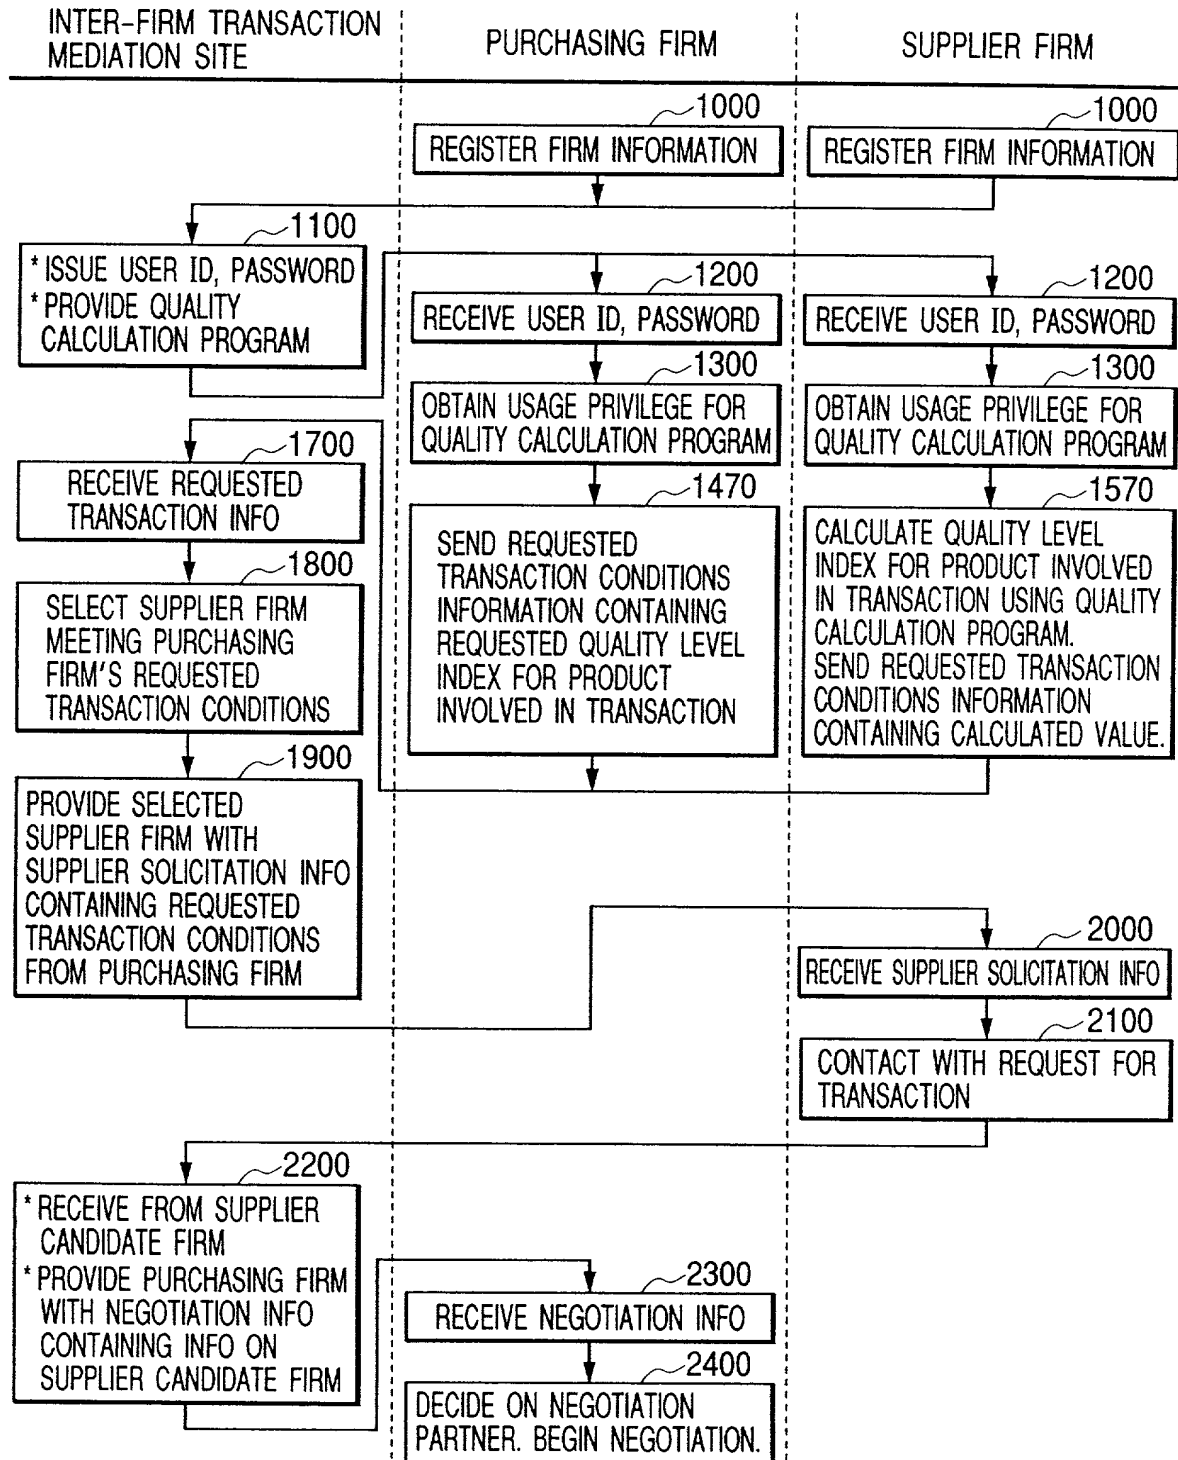 INTER-FIRM TRANSACTION
MEDIATION SITE
PURCHASING FIRM
SUPPLIER FIRM
1000
REGISTER FIRM INFORMATION
1000
REGISTER FIRM INFORMATION
1100
* ISSUE USER ID, PASSWORD
* PROVIDE QUALITY
CALCULATION PROGRAM
1200
RECEIVE USER ID, PASSWORD
1200
RECEIVE USER ID, PASSWORD
1300
OBTAIN USAGE PRIVILEGE FOR
QUALITY CALCULATION PROGRAM
1300
OBTAIN USAGE PRIVILEGE FOR
QUALITY CALCULATION PROGRAM
1700
RECEIVE REQUESTED
TRANSACTION INFO
1470
SEND REQUESTED
TRANSACTION CONDITIONS
INFORMATION CONTAINING
REQUESTED QUALITY LEVEL
INDEX FOR PRODUCT
INVOLVED IN TRANSACTION
1570
CALCULATE QUALITY LEVEL
INDEX FOR PRODUCT INVOLVED
IN TRANSACTION USING QUALITY
CALCULATION PROGRAM.
SEND REQUESTED TRANSACTION
CONDITIONS INFORMATION
CONTAINING CALCULATED VALUE.
1800
SELECT SUPPLIER FIRM
MEETING PURCHASING
FIRM'S REQUESTED
TRANSACTION CONDITIONS
1900
PROVIDE SELECTED
SUPPLIER FIRM WITH
SUPPLIER SOLICITATION INFO
CONTAINING REQUESTED
TRANSACTION CONDITIONS
FROM PURCHASING FIRM
2000
RECEIVE SUPPLIER SOLICITATION INFO
2100
CONTACT WITH REQUEST FOR
TRANSACTION
2200
* RECEIVE FROM SUPPLIER
CANDIDATE FIRM
* PROVIDE PURCHASING FIRM
WITH NEGOTIATION INFO
CONTAINING INFO ON
SUPPLIER CANDIDATE FIRM
2300
RECEIVE NEGOTIATION INFO
2400
DECIDE ON NEGOTIATION
PARTNER. BEGIN NEGOTIATION.